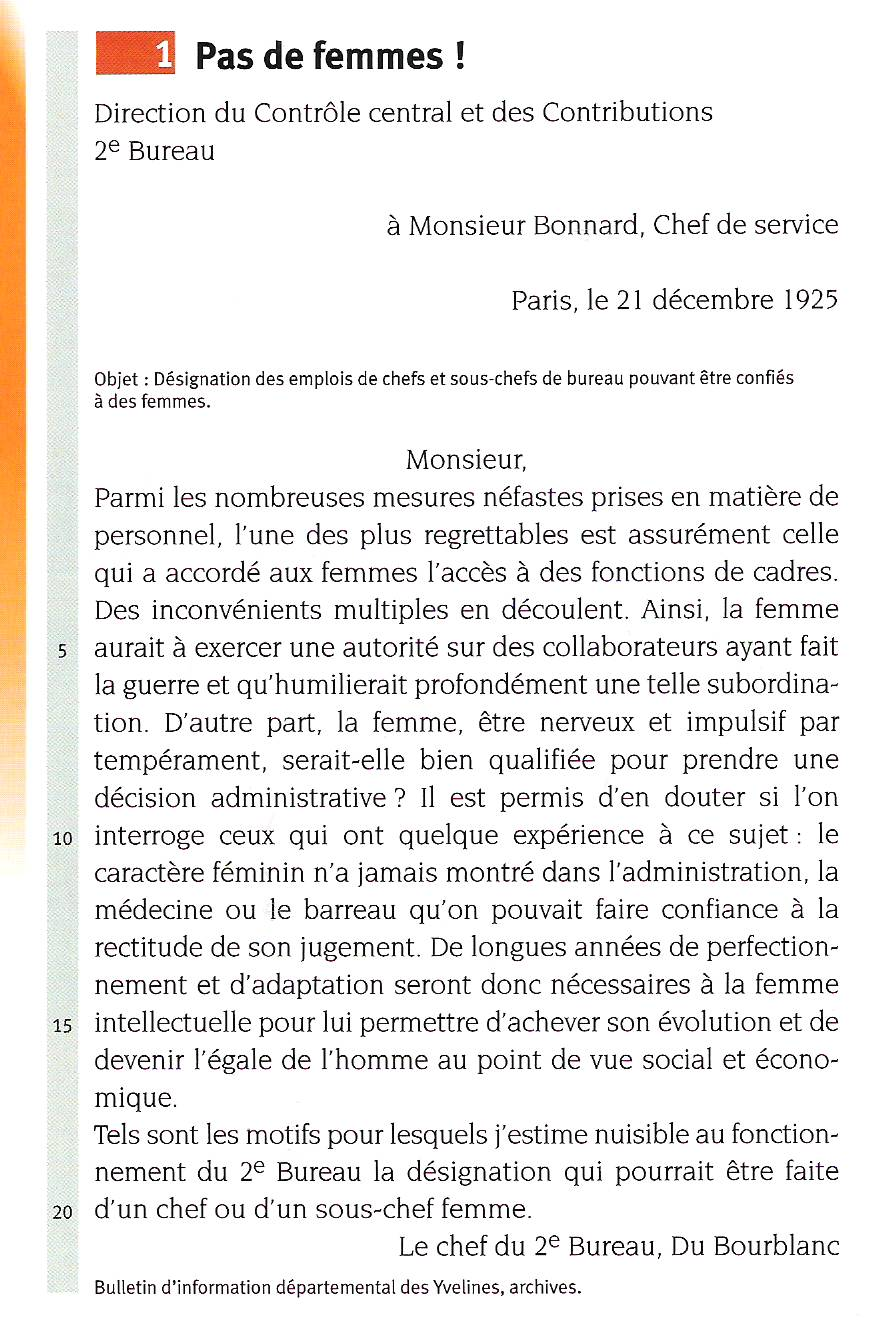 1 Pas de femmes !
Direction du Contrôle central et des Contributions
2e Bureau
à Monsieur Bonnard, Chef de service
Paris, le 21 décembre 1925
Objet : Désignation des emplois de chefs et sous-chefs de bureau pouvant être confiés
à des femmes.
Monsieur,
Parmi les nombreuses mesures néfastes prises en matière de
personnel, l'une des plus regrettables est assurément celle
qui a accordé aux femmes l'accès à des fonctions de cadres.
Des inconvénients multiples en découlent. Ainsi, la femme
5 aurait à exercer une autorité sur des collaborateurs ayant fait
la guerre et qu'humilierait profondément une telle subordina-
tion. D'autre part, la femme, être nerveux et impulsif par
tempérament, serait-elle bien qualifiée pour prendre une
décision administrative ? Il est permis d'en douter si l'on
10 interroge ceux qui ont quelque expérience à ce sujet : le
caractère féminin n'a jamais montré dans l'administration, la
médecine ou le barreau qu'on pouvait faire confiance à la
rectitude de son jugement. De longues années de perfection-
nement et d'adaptation seront donc nécessaires à la femme
15 intellectuelle pour lui permettre d'achever son évolution et de
devenir l'égale de l'homme au point de vue social et écono-
mique.
Tels sont les motifs pour lesquels j'estime nuisible au fonction-
nement du 2e Bureau la désignation qui pourrait être faite
20 d'un chef ou d'un sous-chef femme.
Le chef du 2e Bureau, Du Bourblanc
Bulletin d'information départemental des Yvelines, archives.